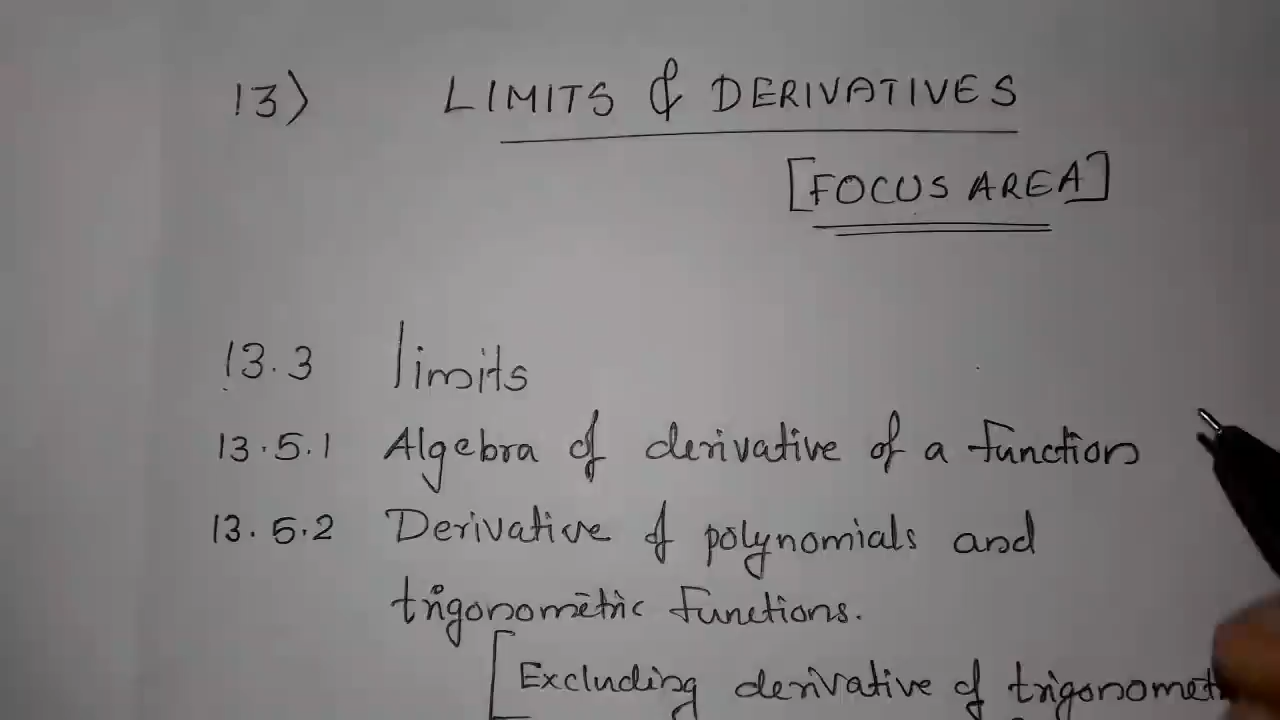 13) LIMITS & DERIVATIVES
[FOCUS AREA]
13.3 limits
13.5.1 Algebra of derivative of a function
13.5.2 Derivative of polynomials and
trigonometric functions.
[Excluding derivative of